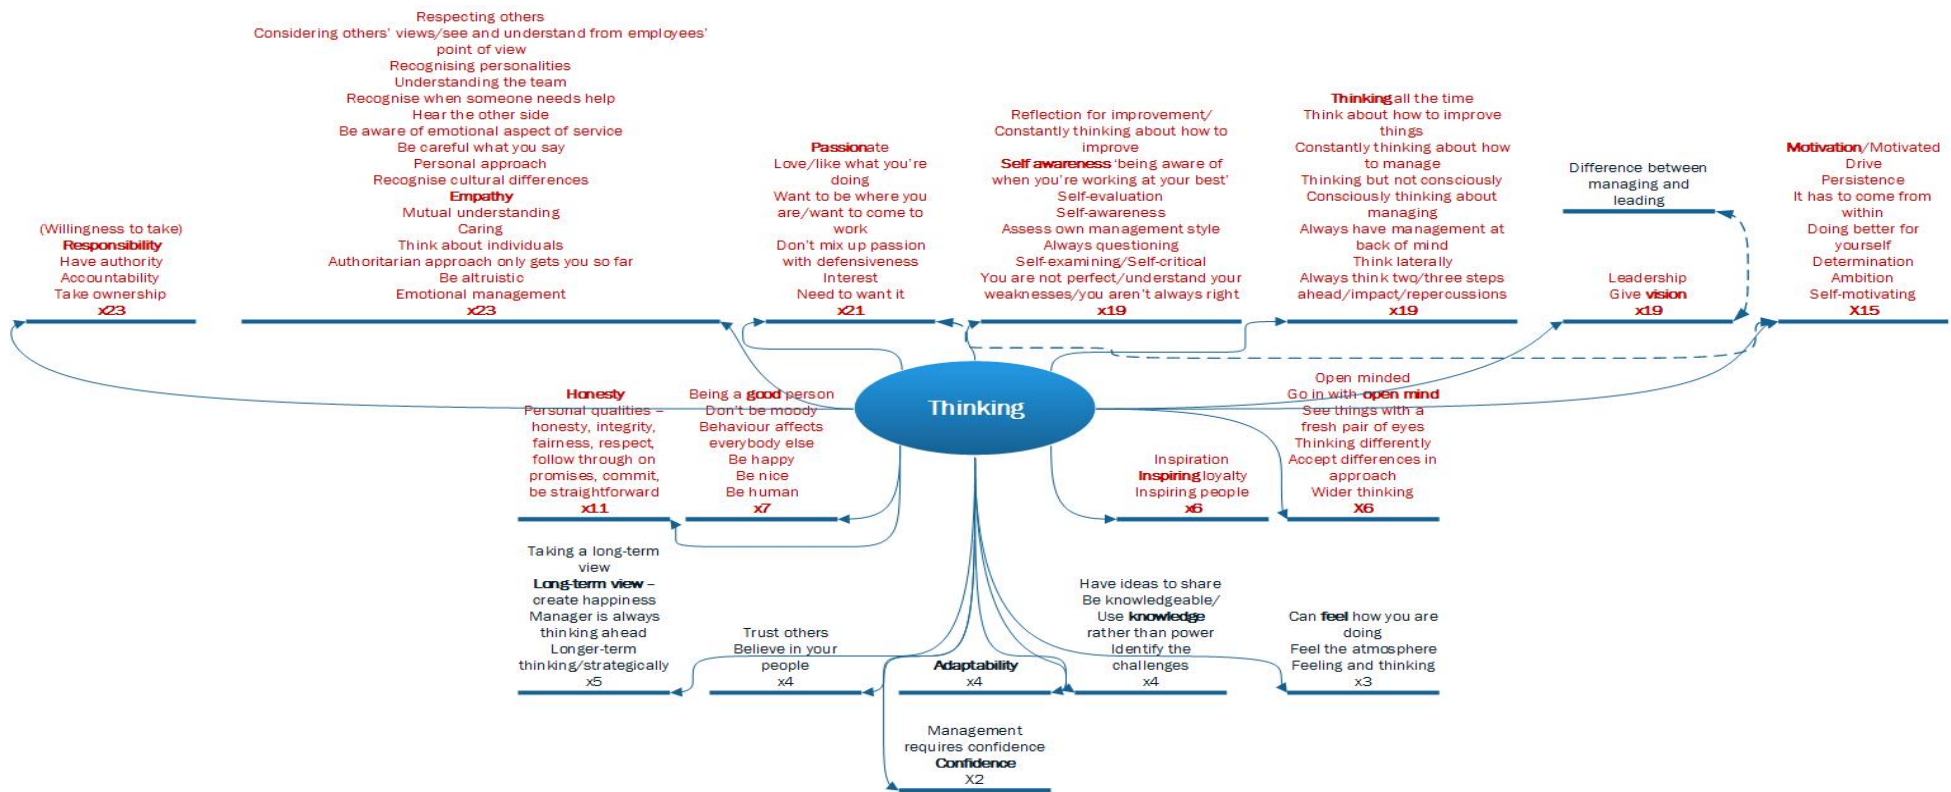 (Willingness to take)
Responsibility
Have authority
Accountability
Take ownership
x23
Respecting others
Considering others' views/see and understand from employees'
point of view
Recognising personalities
Understanding the team
Recognise when someone needs help
Hear the other side
Be aware of emotional aspect of service
Be careful what you say
Personal approach
Recognise cultural differences
Empathy
Mutual understanding
Caring
Think about individuals
Authoritarian approach only gets you so far
Be altruistic
Emotional management
x23
Passionate
Love/like what you're
doing
Want to be where you
are/want to come to
work
Don't mix up passion
with defensiveness
Interest
Need to want it
x21
Reflection for improvement/
Constantly thinking about how to
improve
Self awareness 'being aware of
when you're working at your best'
Self-evaluation
Self-awareness
Assess own management style
Always questioning
Self-examining/Self-critical
You are not perfect/understand your
weaknesses/you aren't always right
x19
Thinking all the time
Think about how to improve
things
Constantly thinking about how
to manage
Thinking but not consciously
Consciously thinking about
managing
Always have management at
back of mind
Think laterally
Always think two/three steps
ahead/impact/repercussions
x19
Difference between
managing and
leading
Leadership
Give vision
x19
Motivation/Motivated
Drive
Persistence
It has to come from
within
Doing better for
yourself
Determination
Ambition
Self-motivating
X15
Thinking
Honesty
Personal qualities –
honesty, integrity,
fairness, respect,
follow through on
promises, commit,
be straightforward
x11
Being a good person
Don't be moody
Behaviour affects
everybody else
Be happy
Be nice
Be human
x7
Inspiration
Inspiring loyalty
Inspiring people
x6
Open minded
Go in with open mind
See things with a
fresh pair of eyes
Thinking differently
Accept differences in
approach
Wider thinking
X6
Taking a long-term
view
Long-term view –
create happiness
Manager is always
thinking ahead
Longer-term
thinking/strategically
x5
Trust others
Believe in your
people
x4
Adaptability
x4
Have ideas to share
Be knowledgeable/
Use knowledge
rather than power
Identify the
challenges
x4
Can feel how you are
doing
Feel the atmosphere
Feeling and thinking
x3
Management
requires confidence
Confidence
X2